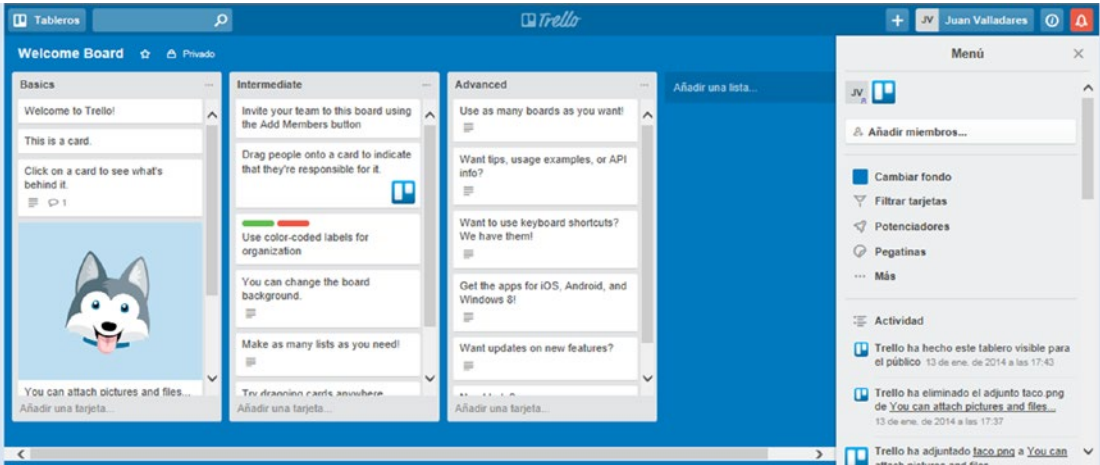 Tableros
Trello
JV Juan Valladares
Welcome Board
Privado
Basics
Welcome to Trello!
This is a card.
Click on a card to see what's
behind it.
1
You can attach pictures and files...
Añadir una tarjeta...
Intermediate
Invite your team to this board using
the Add Members button
Drag people onto a card to indicate
that they're responsible for it.
Use color-coded labels for
organization
You can change the board
background.
Make as many lists as you need!
Try dragging cards anywhere
Añadir una tarjeta...
Advanced
Use as many boards as you want!
Want tips, usage examples, or API
info?
Want to use keyboard shortcuts?
We have them!
Get the apps for iOS, Android, and
Windows 8!
Want updates on new features?
Añadir una tarjeta...
Añadir una lista...
Menú
JV
Añadir miembros...
Cambiar fondo
Filtrar tarjetas
Potenciadores
Pegatinas
Más
Actividad
Trello ha hecho este tablero visible para
el público 13 de ene. de 2014 a las 17:43
Trello ha eliminado el adjunto taco.png
de You can attach pictures and files...
13 de ene. de 2014 a las 17:37
Trello ha adjuntado taco.png a You can
attach pictures and files